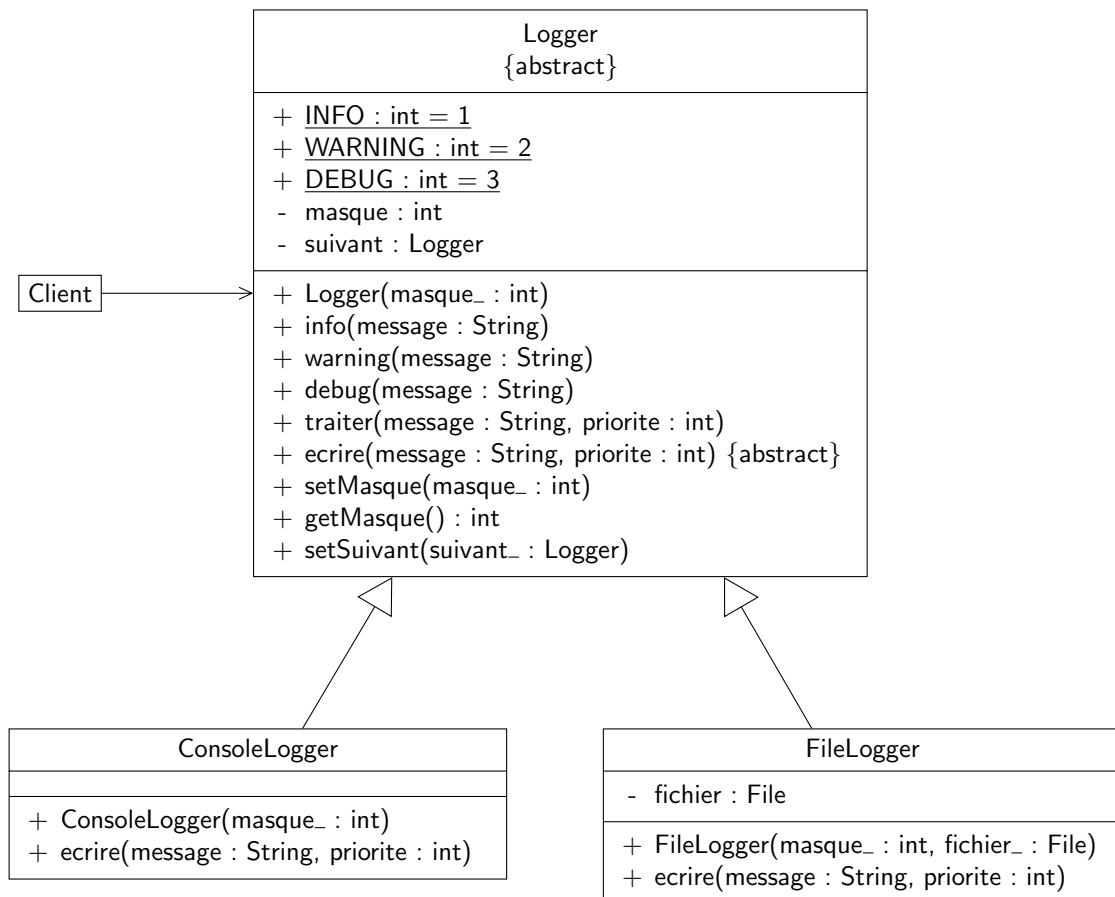 Logger
{abstract}
+ INFO : int = 1
+ WARNING : int = 2
+ DEBUG : int = 3
- masque : int
- suivant : Logger
Client
+ Logger(masque_ : int)
+ info(message : String)
+ warning(message : String)
+ debug(message : String)
+ traiter(message : String, priorite : int)
+ ecrire(message : String, priorite : int) {abstract}
+ setMasque(masque_ : int)
+ getMasque() : int
+ setSuivant(suivant_ : Logger)
ConsoleLogger
+ ConsoleLogger(masque_ : int)
+ ecrire(message : String, priorite : int)
FileLogger
- fichier : File
+ FileLogger(masque_ : int, fichier_ : File)
+ ecrire(message : String, priorite : int)